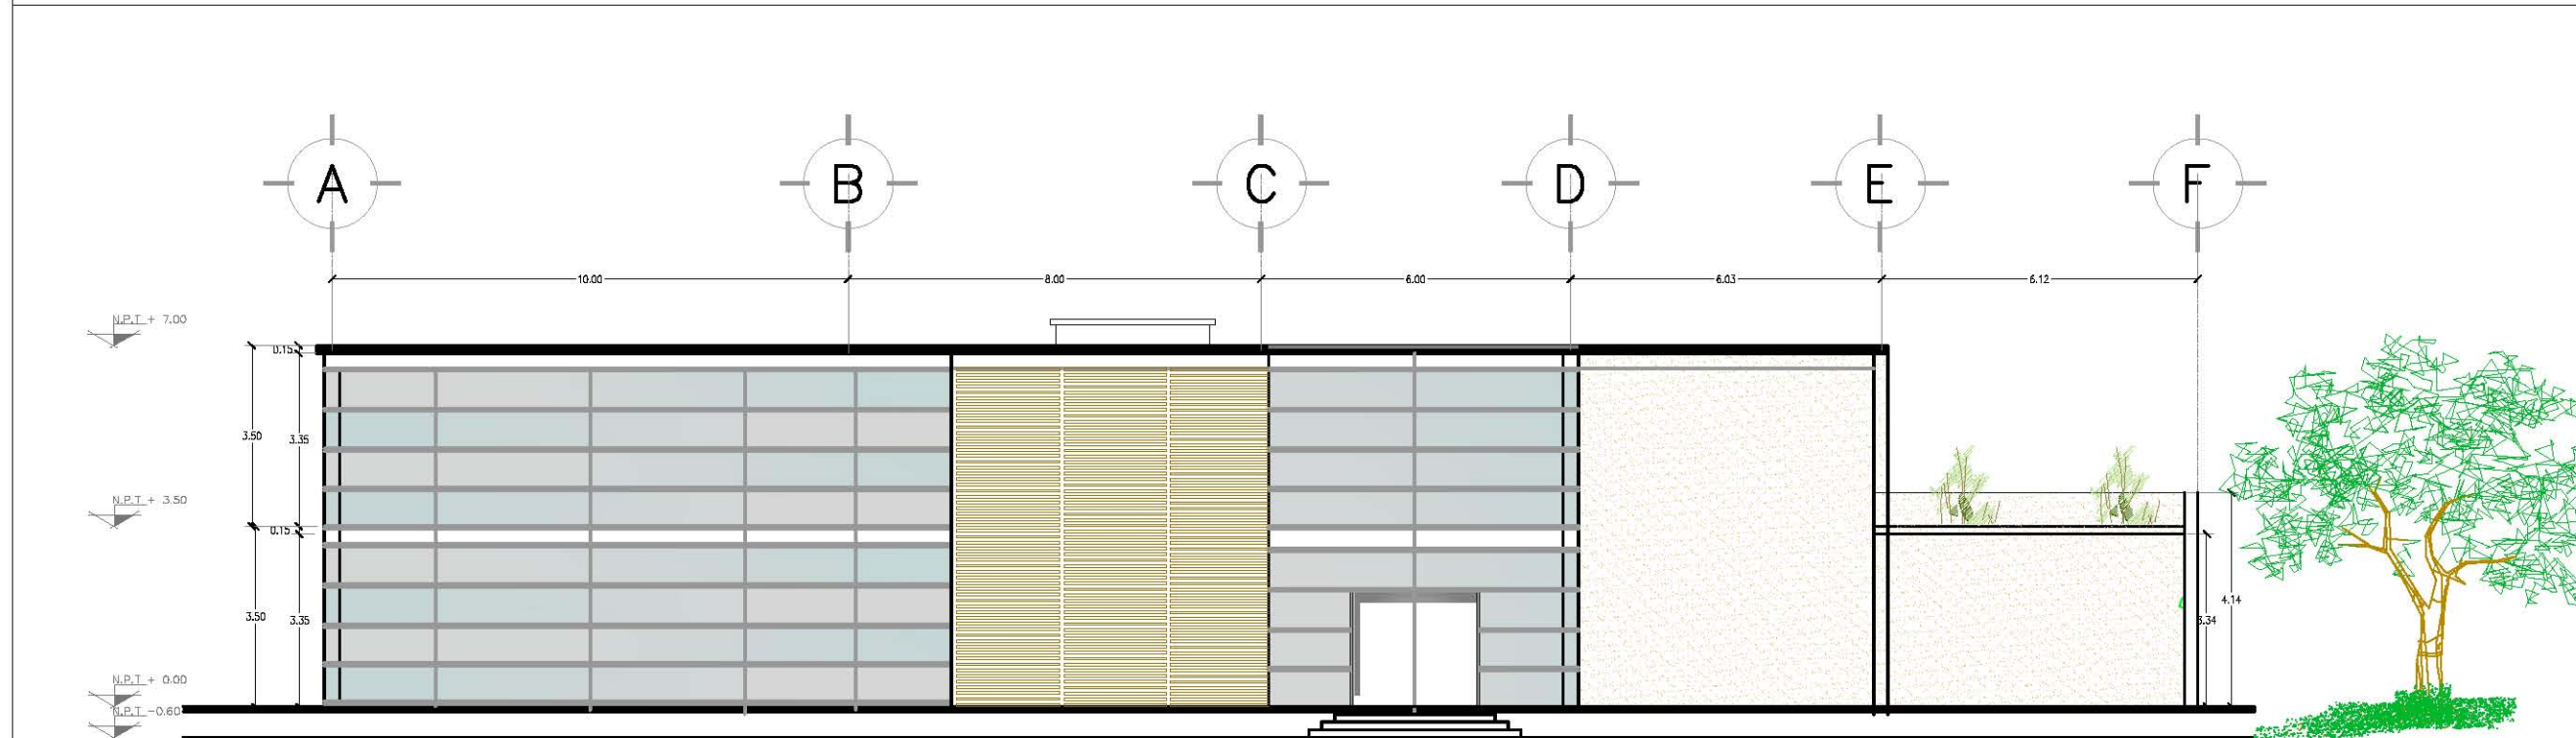 A B C D E F
10.00 8.00 6.00 6.03 6.12
N.P.T + 7.00
0.15
3.50 3.35
N.P.T + 3.50
0.15
3.50 3.35
4.14
3.34
N.P.T + 0.00
N.P.T -0.60